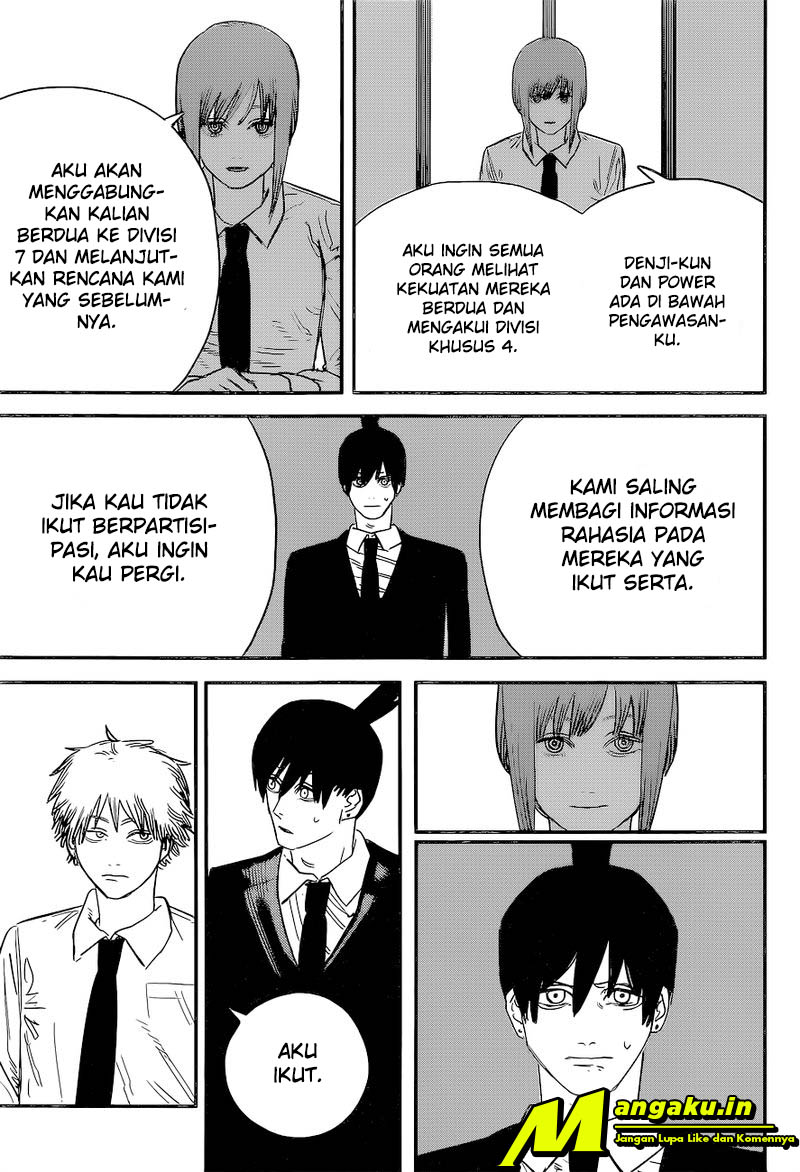 DENJI-KUN
DAN POWER
ADA DI BAWAH
PENGAWASAN-
KU.
AKU INGIN SEMUA
ORANG MELIHAT
KEKUATAN MEREKA
BERDUA DAN
MENGAKUI DIVISI
KHUSUS 4.
AKU AKAN
MENGGABUNG-
KAN KALIAN
BERDUA KE DIVISI
7 DAN MELANJUT-
KAN RENCANA KAMI
YANG SEBELUM-
NYA.
KAMI SALING
MEMBAGI INFORMASI
RAHASIA PADA
MEREKA YANG
IKUT SERTA.
JIKA KAU TIDAK
IKUT BERPARTISI-
PASI, AKU INGIN
KAU PERGI.
AKU
IKUT.
Mangaku.in
Jangan Lupa Like dan Komennya